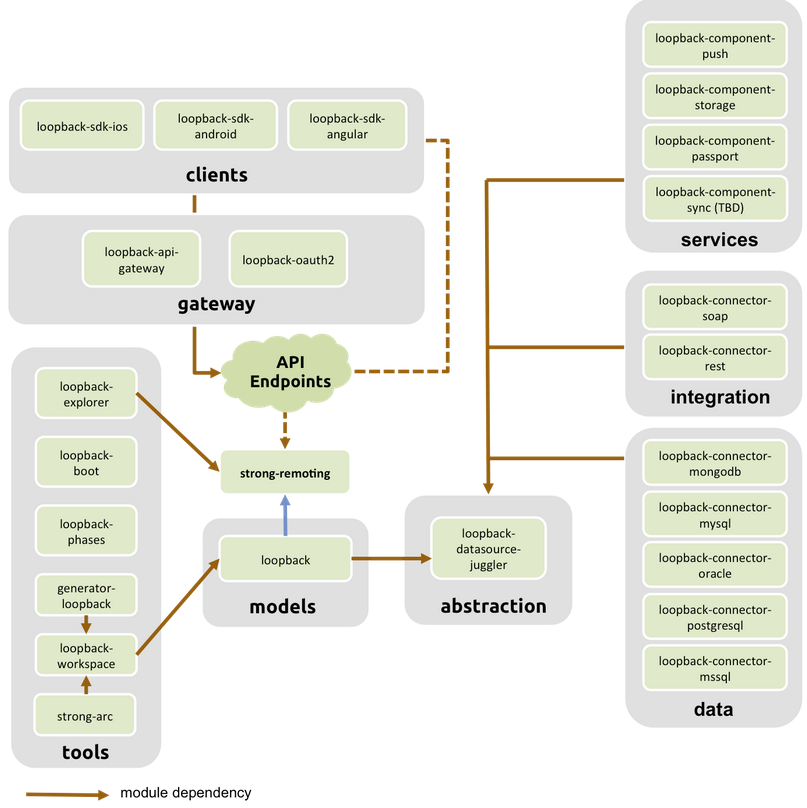 loopback-component-
push
loopback-component-
storage
loopback-component-
passport
loopback-component-
sync (TBD)
services
loopback-sdk-ios
loopback-sdk-
android
loopback-sdk-
angular
clients
loopback-api-
gateway
loopback-oauth2
gateway
API
Endpoints
loopback-connector-
soap
loopback-connector-
rest
integration
loopback-
explorer
loopback-
boot
loopback-
phases
generator-
loopback
loopback-
workspace
strong-arc
tools
strong-remoting
loopback
models
loopback-
datasource-
juggler
abstraction
loopback-connector-
mongodb
loopback-connector-
mysql
loopback-connector-
oracle
loopback-connector-
postgresql
loopback-connector-
mssql
data
module dependency